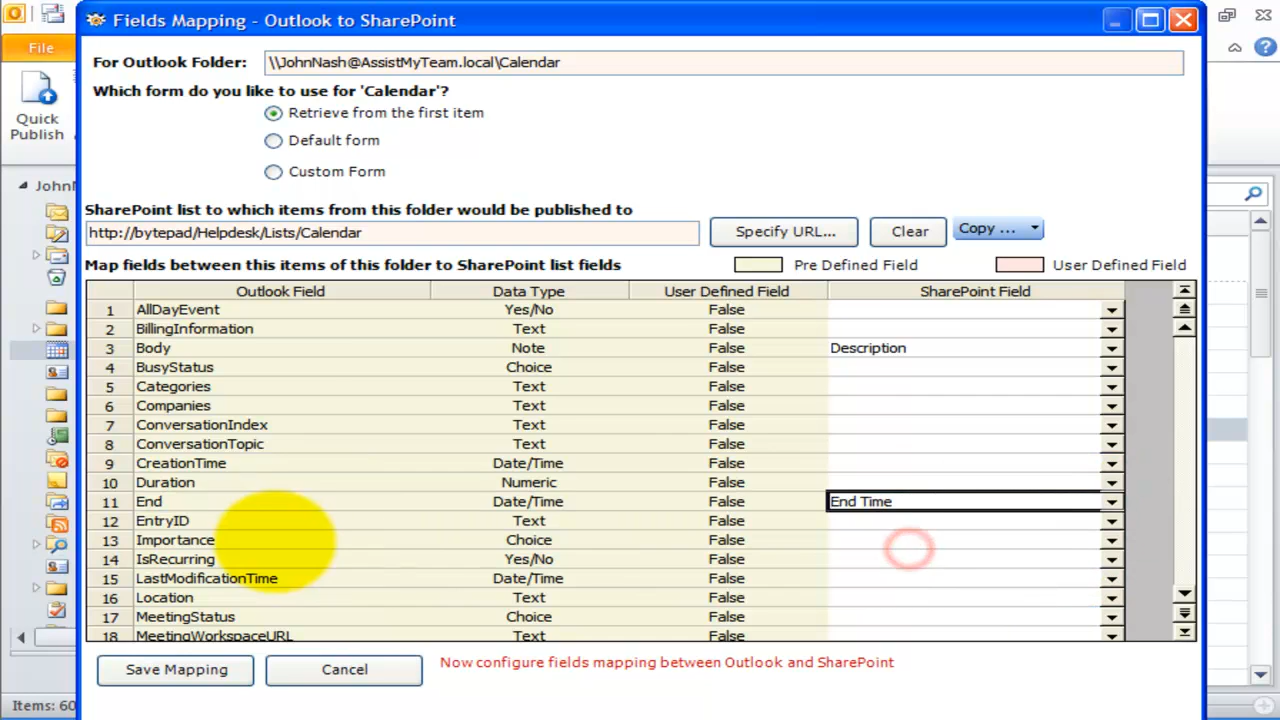 Fields Mapping - Outlook to SharePoint
File
For Outlook Folder: \\JohnNash@AssistMyTeam.local\Calendar
Which form do you like to use for 'Calendar'?
Quick Publish
Retrieve from the first item
Default form
Custom Form
SharePoint list to which items from this folder would be published to
http://bytepad/Helpdesk/Lists/Calendar Specify URL... Clear Copy ...
Map fields between this items of this folder to SharePoint list fields Pre Defined Field User Defined Field
Outlook Field Data Type User Defined Field SharePoint Field
1 AllDayEvent Yes/No False
2 BillingInformation Text False
3 Body Note False Description
4 BusyStatus Choice False
5 Categories Text False
6 Companies Text False
7 ConversationIndex Text False
8 ConversationTopic Text False
9 CreationTime Date/Time False
10 Duration Numeric False
11 End Date/Time False End Time
12 EntryID Text False
13 Importance Choice False
14 IsRecurring Yes/No False
15 LastModificationTime Date/Time False
16 Location Text False
17 MeetingStatus Choice False
18 MeetingWorkspaceURL Text False
Save Mapping Cancel Now configure fields mapping between Outlook and SharePoint
Items: 60